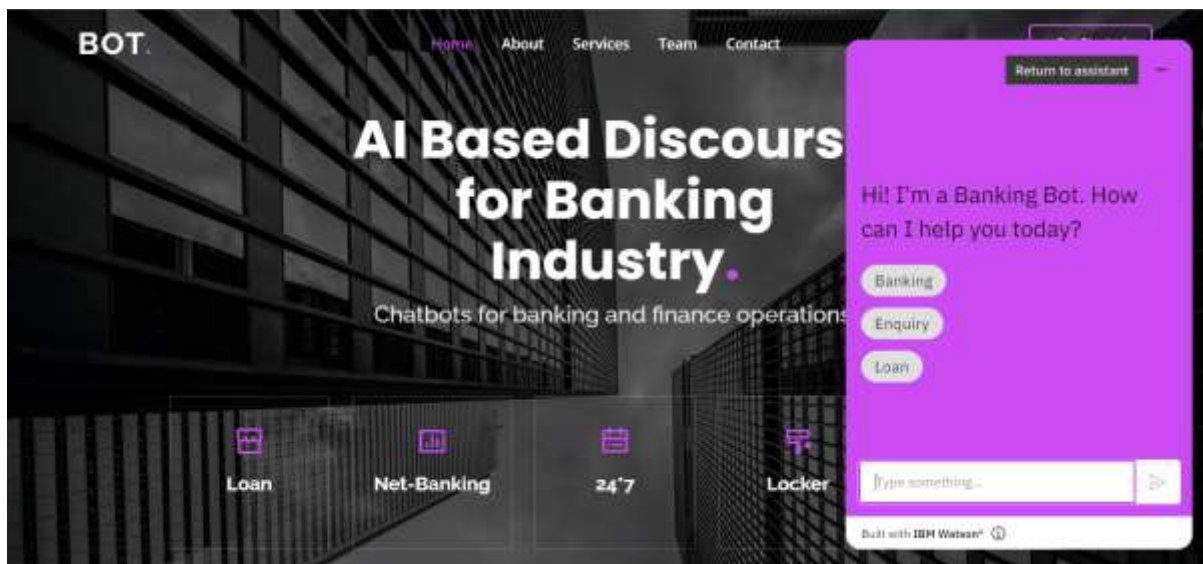 BOT.
Home About Services Team Contact
Return to assistant
AI Based Discours
for Banking
Industry.
Chatbots for banking and finance operations
Hi! I'm a Banking Bot. How
can I help you today?
Banking
Enquiry
Loan
Loan Net-Banking 24*7 Locker
Type something...
Built with IBM Watson®